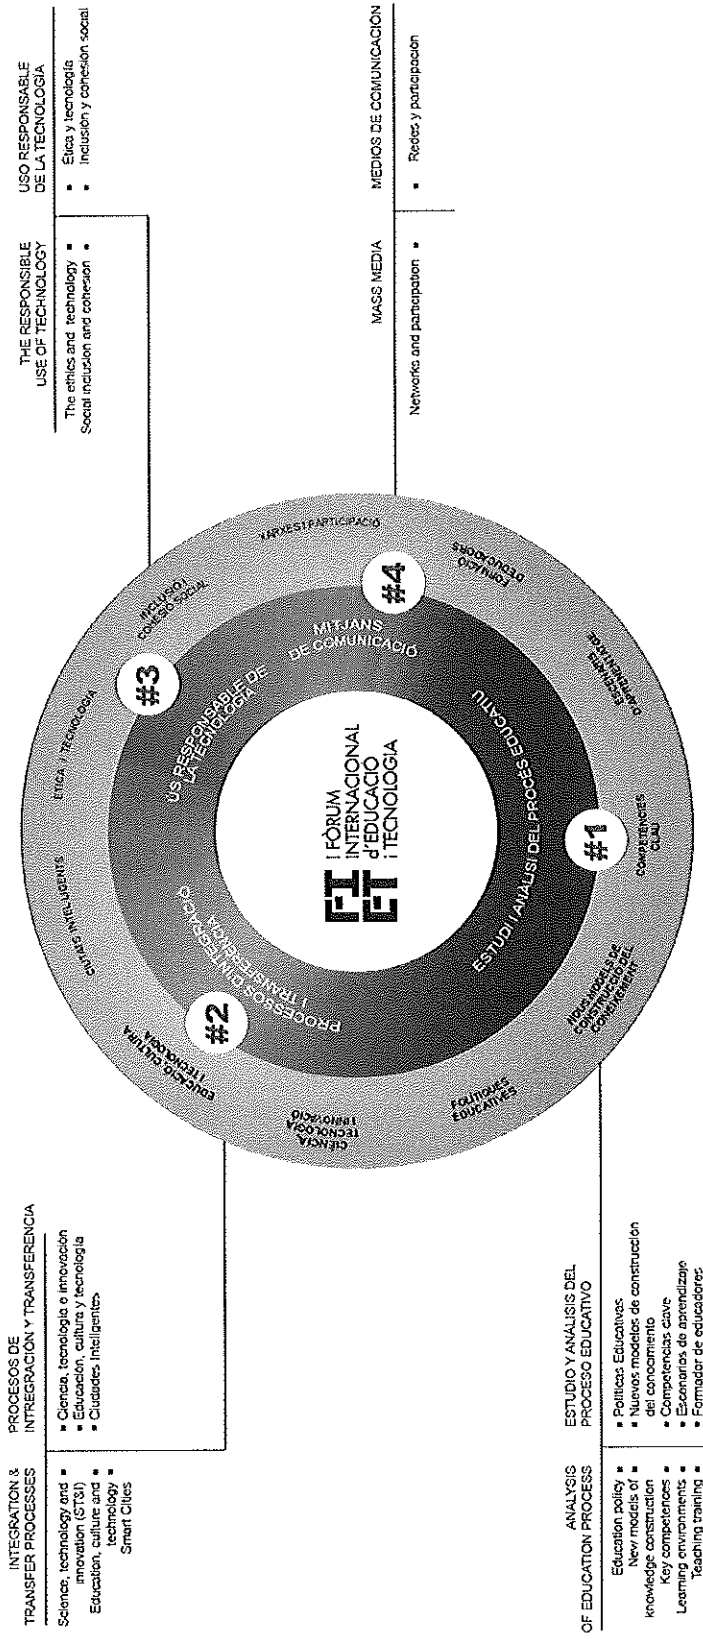 INTEGRATION &
TRANSFER PROCESSES
Science, technology and ▪
innovation (STSI)
Education, culture and ▪
technology ▪
Smart Cities
PROCESOS DE
INTREGRACIÓN Y TRANSFERENCIA
▪ Ciencia, tecnología e innovación
▪ Educación, cultura y tecnología
▪ Ciudades Inteligentes
THE RESPONSIBLE
USE OF TECHNOLOGY
The ethics and technology ▪
Social inclusion and cohesion ▪
USO RESPONSABLE
DE LA TECNOLOGÍA
▪ Ética y tecnología
▪ Inclusión y cohesión social
ANALYSIS
OF EDUCATION PROCESS
Education policy ▪
New models of ▪
knowledge construction
Key competences ▪
Learning environments ▪
Teaching training ▪
ESTUDIO Y ANÁLISIS DEL
PROCESO EDUCATIVO
▪ Políticas Educativas
▪ Nuevos modelos de construcción
del conocimiento
▪ Competencias clave
▪ Escenarios de aprendizaje
▪ Formador de educadores
MASS MEDIA
Networks and participation ▪
MEDIOS DE COMUNICACIÓN
▪ Redes y participación
FI
ET
I FÒRUM
INTERNACIONAL
d'EDUCACIÓ
i TECNOLOGIA
#1
ESTUDI I ANÀLISI DEL PROCÉS EDUCATIU
POLÍTIQUES
EDUCATIVES
NOUS MODELS DE
CONSTRUCCIÓ DEL
CONEIXEMENT
COMPETÈNCIES
CLAU
ESCENARIS
D'APRENENTATGE
FORMACIÓ
D'EDUCADORS
#2
PROCESSOS D'INTEGRACIÓ
I TRANSFERÈNCIA
CIÈNCIA,
TECNOLOGIA
I INNOVACIÓ
EDUCACIÓ, CULTURA
I TECNOLOGIA
CIUTATS INTEL·LIGENTS
#3
ÚS RESPONSABLE DE
LA TECNOLOGIA
ÈTICA I TECNOLOGIA
INCLUSIÓ I
COHESIÓ SOCIAL
#4
MITJANS
DE COMUNICACIÓ
XARXES I PARTICIPACIÓ